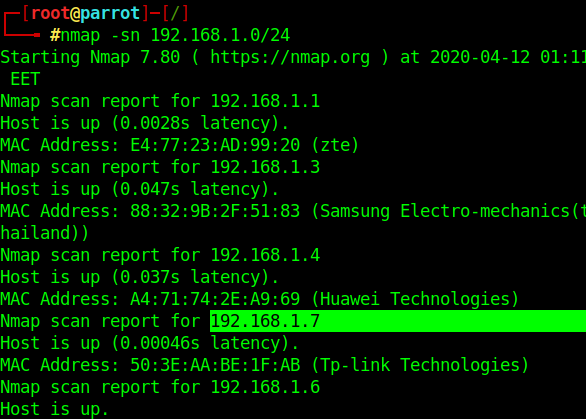 ┌─[root@parrot]─[/]
└──╼ #nmap -sn 192.168.1.0/24
Starting Nmap 7.80 ( https://nmap.org ) at 2020-04-12 01:11
 EET
Nmap scan report for 192.168.1.1
Host is up (0.0028s latency).
MAC Address: E4:77:23:AD:99:20 (zte)
Nmap scan report for 192.168.1.3
Host is up (0.047s latency).
MAC Address: 88:32:9B:2F:51:83 (Samsung Electro-mechanics(t
hailand))
Nmap scan report for 192.168.1.4
Host is up (0.037s latency).
MAC Address: A4:71:74:2E:A9:69 (Huawei Technologies)
Nmap scan report for 192.168.1.7
Host is up (0.00046s latency).
MAC Address: 50:3E:AA:BE:1F:AB (Tp-link Technologies)
Nmap scan report for 192.168.1.6
Host is up.